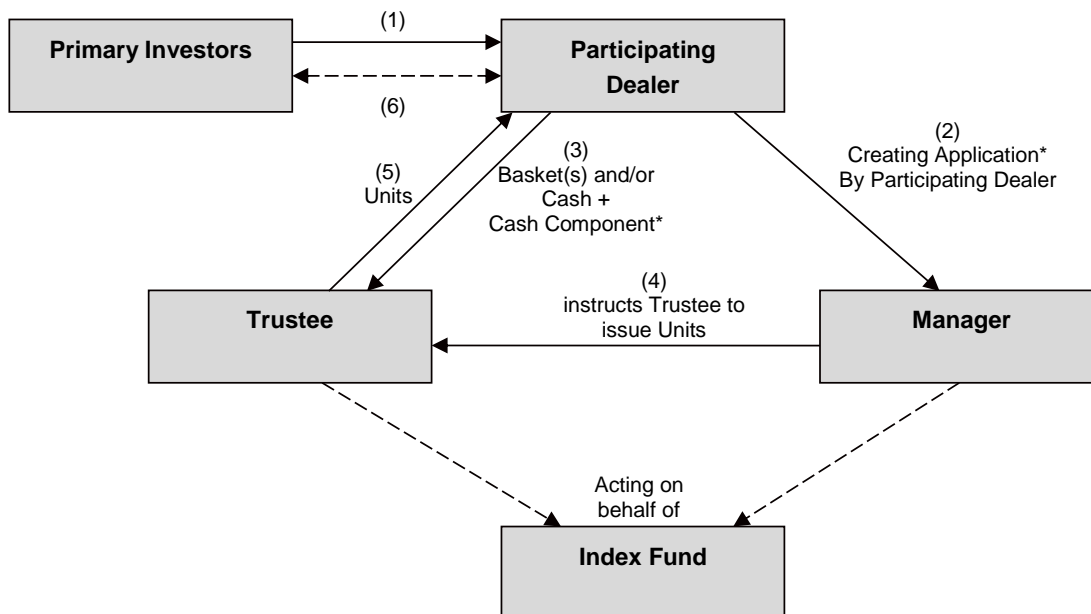 (1)
Primary Investors
Participating
Dealer
(6)
(2)
Creating Application*
By Participating Dealer
(3)
Basket(s) and/or
Cash +
Cash Component*
(5)
Units
(4)
instructs Trustee to
issue Units
Trustee
Manager
Acting on
behalf of
Index Fund